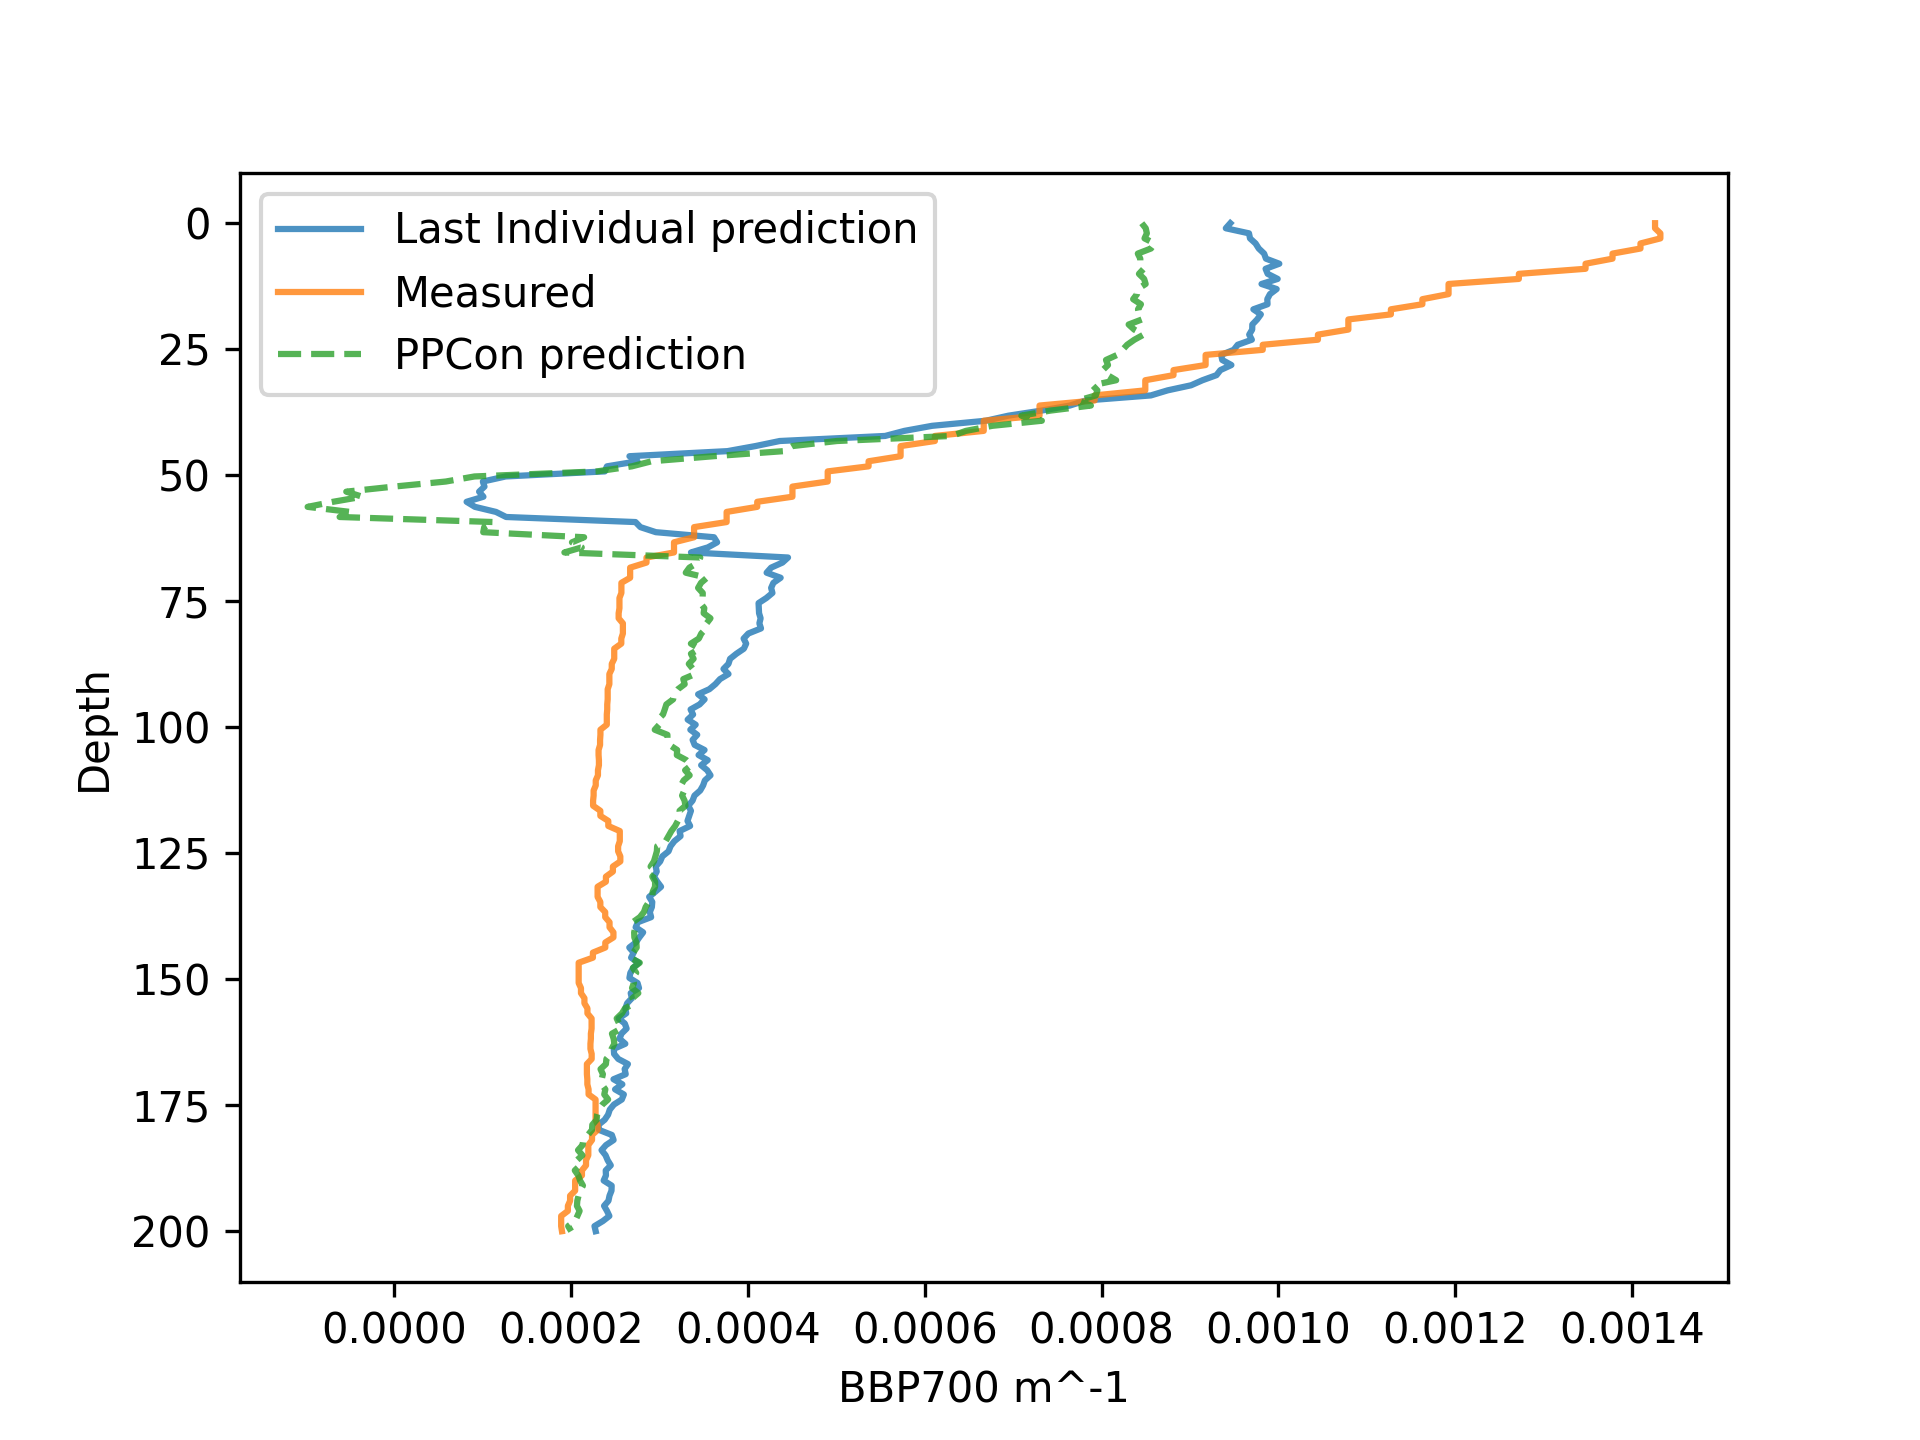 Last Individual prediction
Measured
PPCon prediction
0
25
50
75
100
125
150
175
200
Depth
0.0000 0.0002 0.0004 0.0006 0.0008 0.0010 0.0012 0.0014
BBP700 m^-1